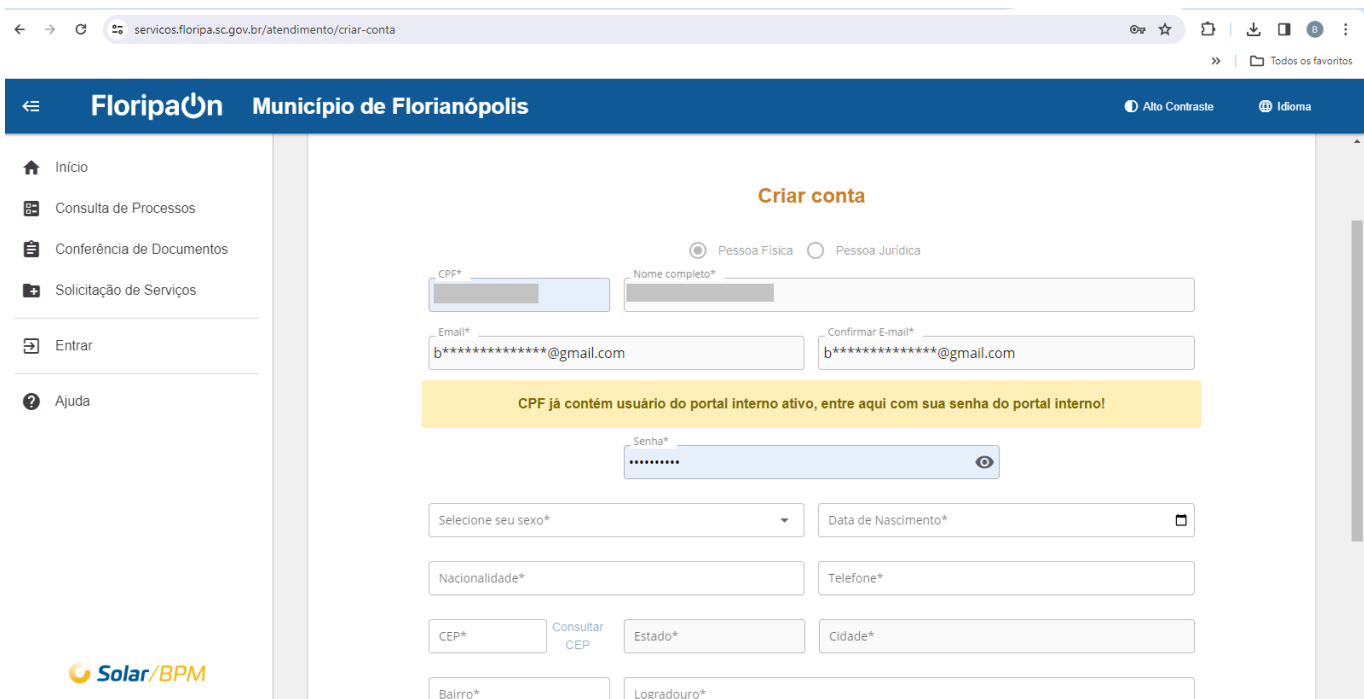 servicos.floripa.sc.gov.br/atendimento/criar-conta
B
» Todos os favoritos
FloripaOn Município de Florianópolis Alto Contraste Idioma
Início
Consulta de Processos
Conferência de Documentos
Solicitação de Serviços
Entrar
Ajuda
Solar/BPM
Criar conta
Pessoa Física Pessoa Jurídica
CPF* Nome completo*
Email* Confirmar E-mail*
b**************@gmail.com b**************@gmail.com
CPF já contém usuário do portal interno ativo, entre aqui com sua senha do portal interno!
Senha*
••••••••••
Selecione seu sexo* Data de Nascimento*
Nacionalidade* Telefone*
CEP* Consultar CEP Estado* Cidade*
Bairro* Logradouro*